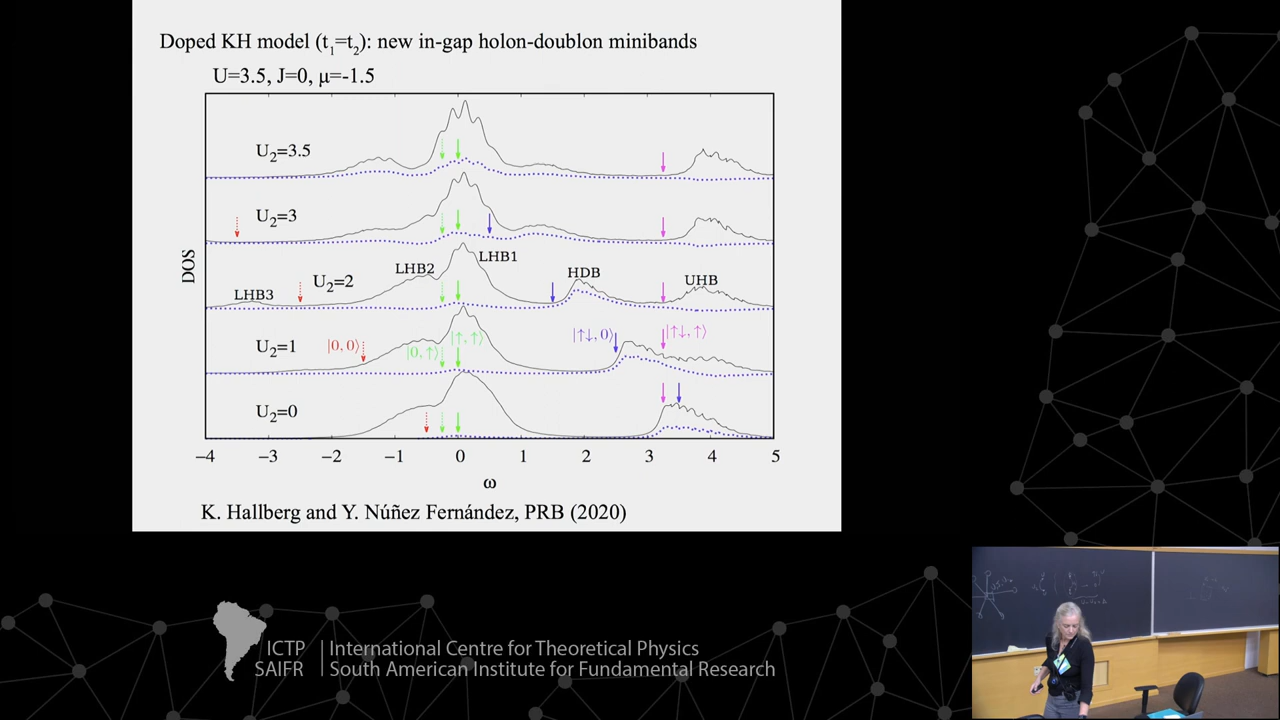 Doped KH model (t₁=t₂): new in-gap holon-doublon minibands
U=3.5, J=0, μ=-1.5
U₂=3.5
U₂=3
LHB1
LHB2
HDB
UHB
U₂=2
LHB3
DOS
|0,0⟩
|0,↑⟩
|↑,↑⟩
|↑↓,0⟩
|↑↓,↑⟩
U₂=1
U₂=0
−4 −3 −2 −1 0 1 2 3 4 5
ω
K. Hallberg and Y. Núñez Fernández, PRB (2020)
ICTP International Centre for Theoretical Physics
SAIFR South American Institute for Fundamental Research